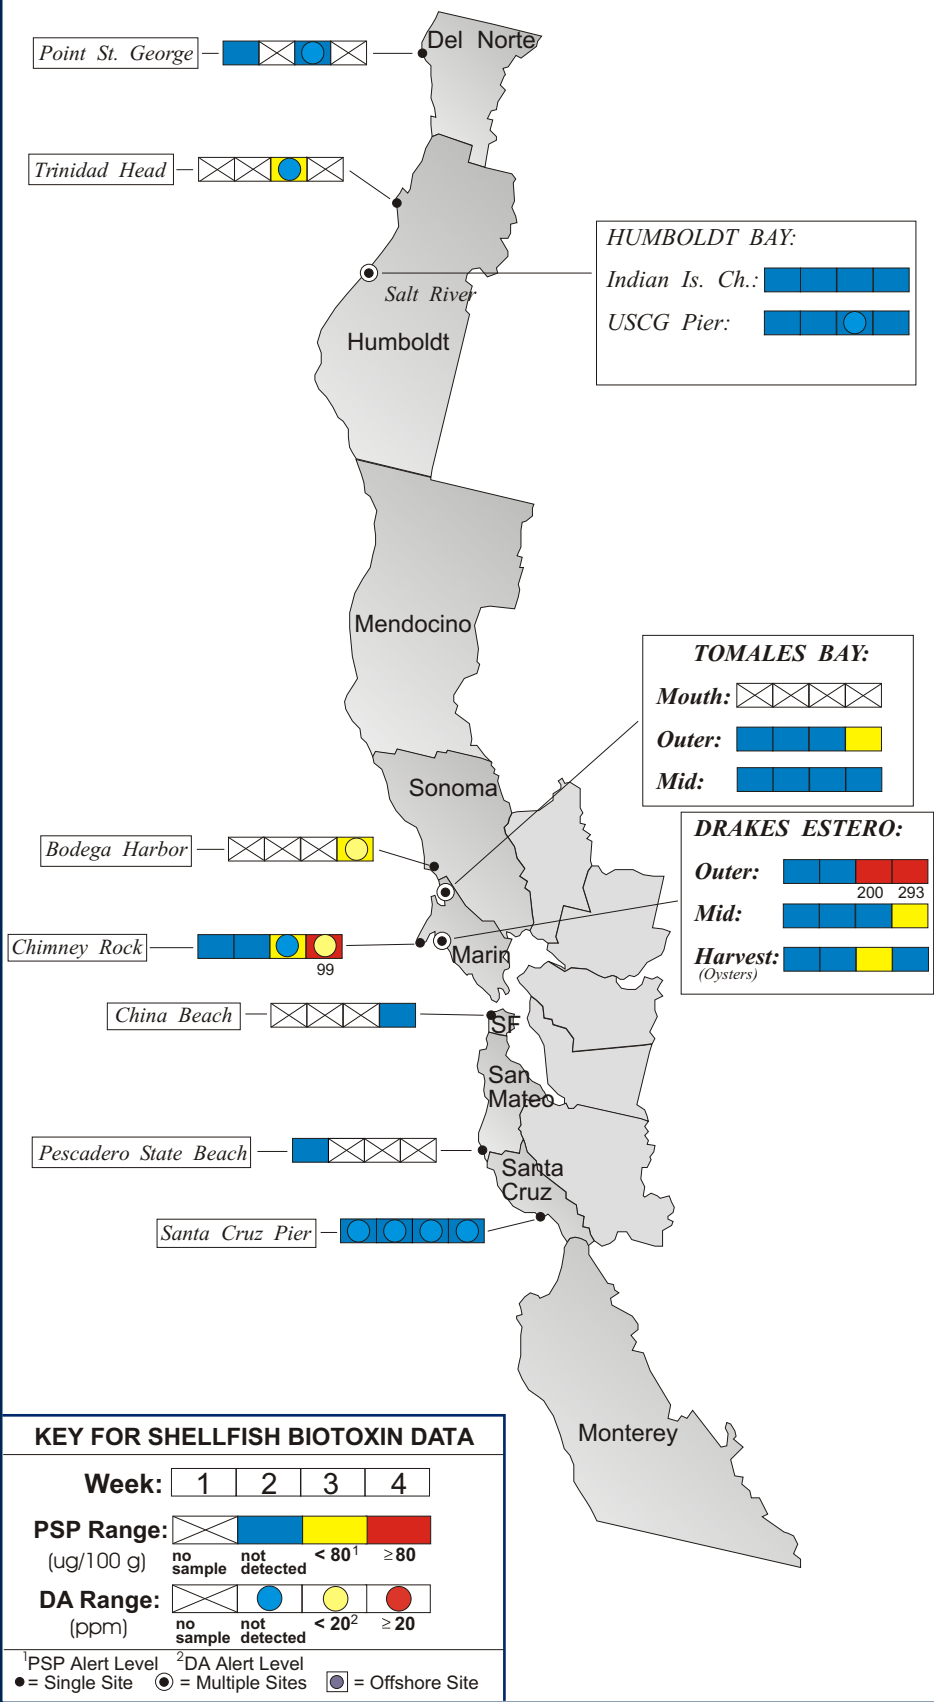 Point St. George
Del Norte
Trinidad Head
HUMBOLDT BAY:
Indian Is. Ch.:
USCG Pier:
Salt River
Humboldt
Mendocino
TOMALES BAY:
Mouth:
Outer:
Mid:
Sonoma
DRAKES ESTERO:
Outer:
200 293
Mid:
Harvest:
(Oysters)
Bodega Harbor
Chimney Rock
99
Marin
China Beach
SF
San
Mateo
Pescadero State Beach
Santa
Cruz
Santa Cruz Pier
Monterey
KEY FOR SHELLFISH BIOTOXIN DATA
Week: 1 2 3 4
PSP Range:
(ug/100 g)
no sample not detected < 80¹ ≥80
DA Range:
(ppm)
no sample not detected < 20² ≥ 20
¹PSP Alert Level ²DA Alert Level
= Single Site = Multiple Sites = Offshore Site